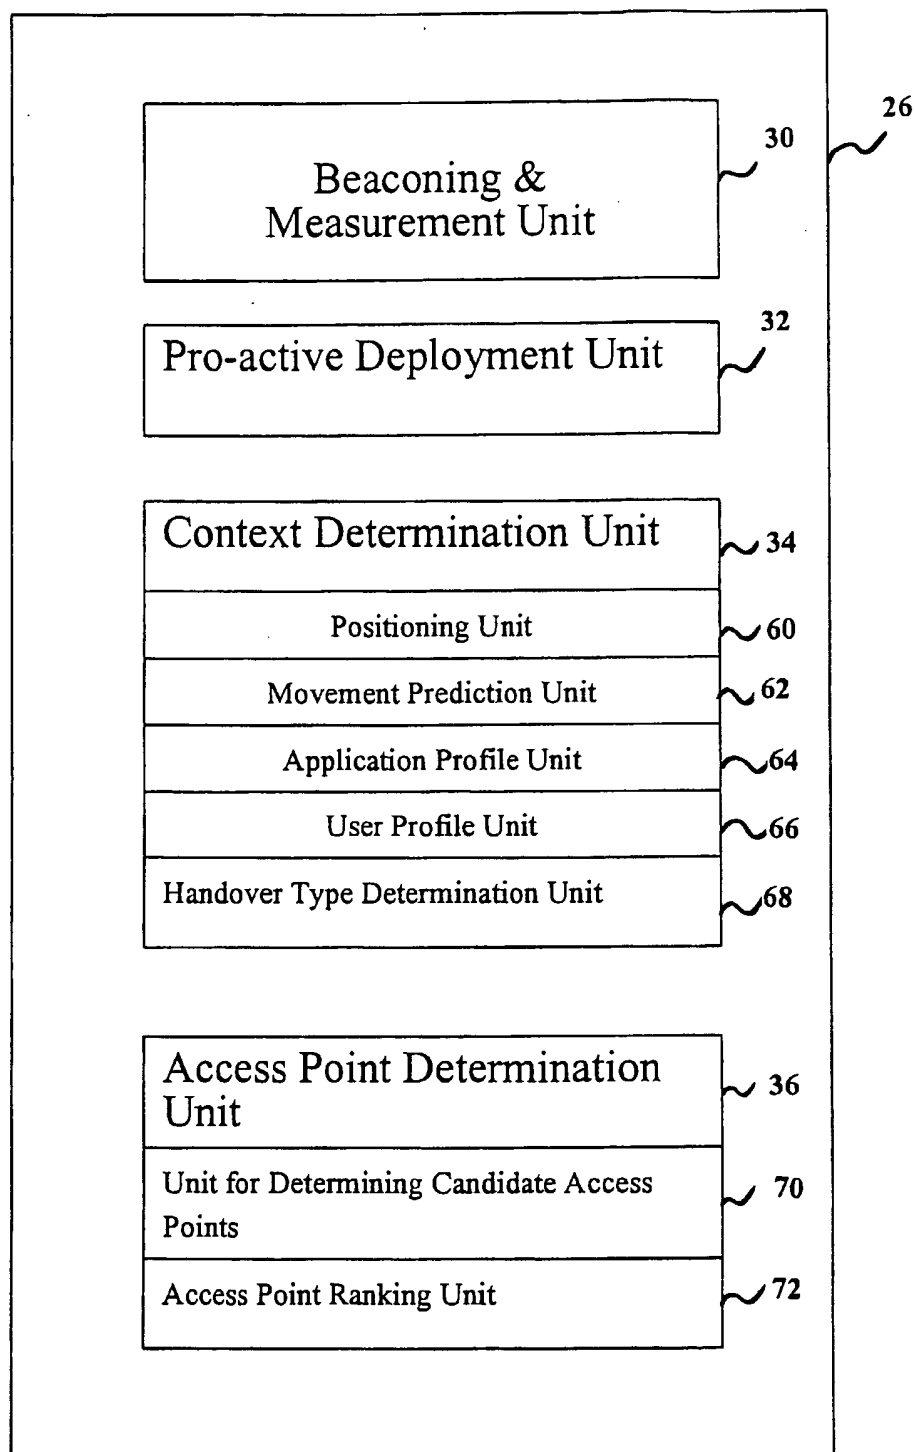 26
30
Beaconing &
Measurement Unit
32
Pro-active Deployment Unit
Context Determination Unit
34
Positioning Unit
60
Movement Prediction Unit
62
Application Profile Unit
64
User Profile Unit
66
Handover Type Determination Unit
68
Access Point Determination
Unit
36
Unit for Determining Candidate Access
Points
70
Access Point Ranking Unit
72